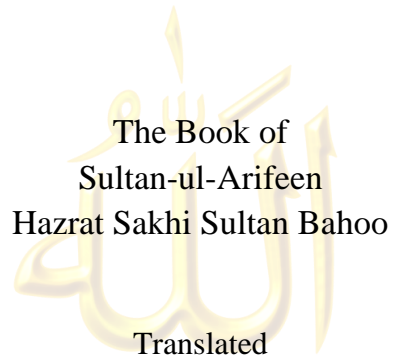 الله
The Book of
Sultan-ul-Arifeen
Hazrat Sakhi Sultan Bahoo
Translated